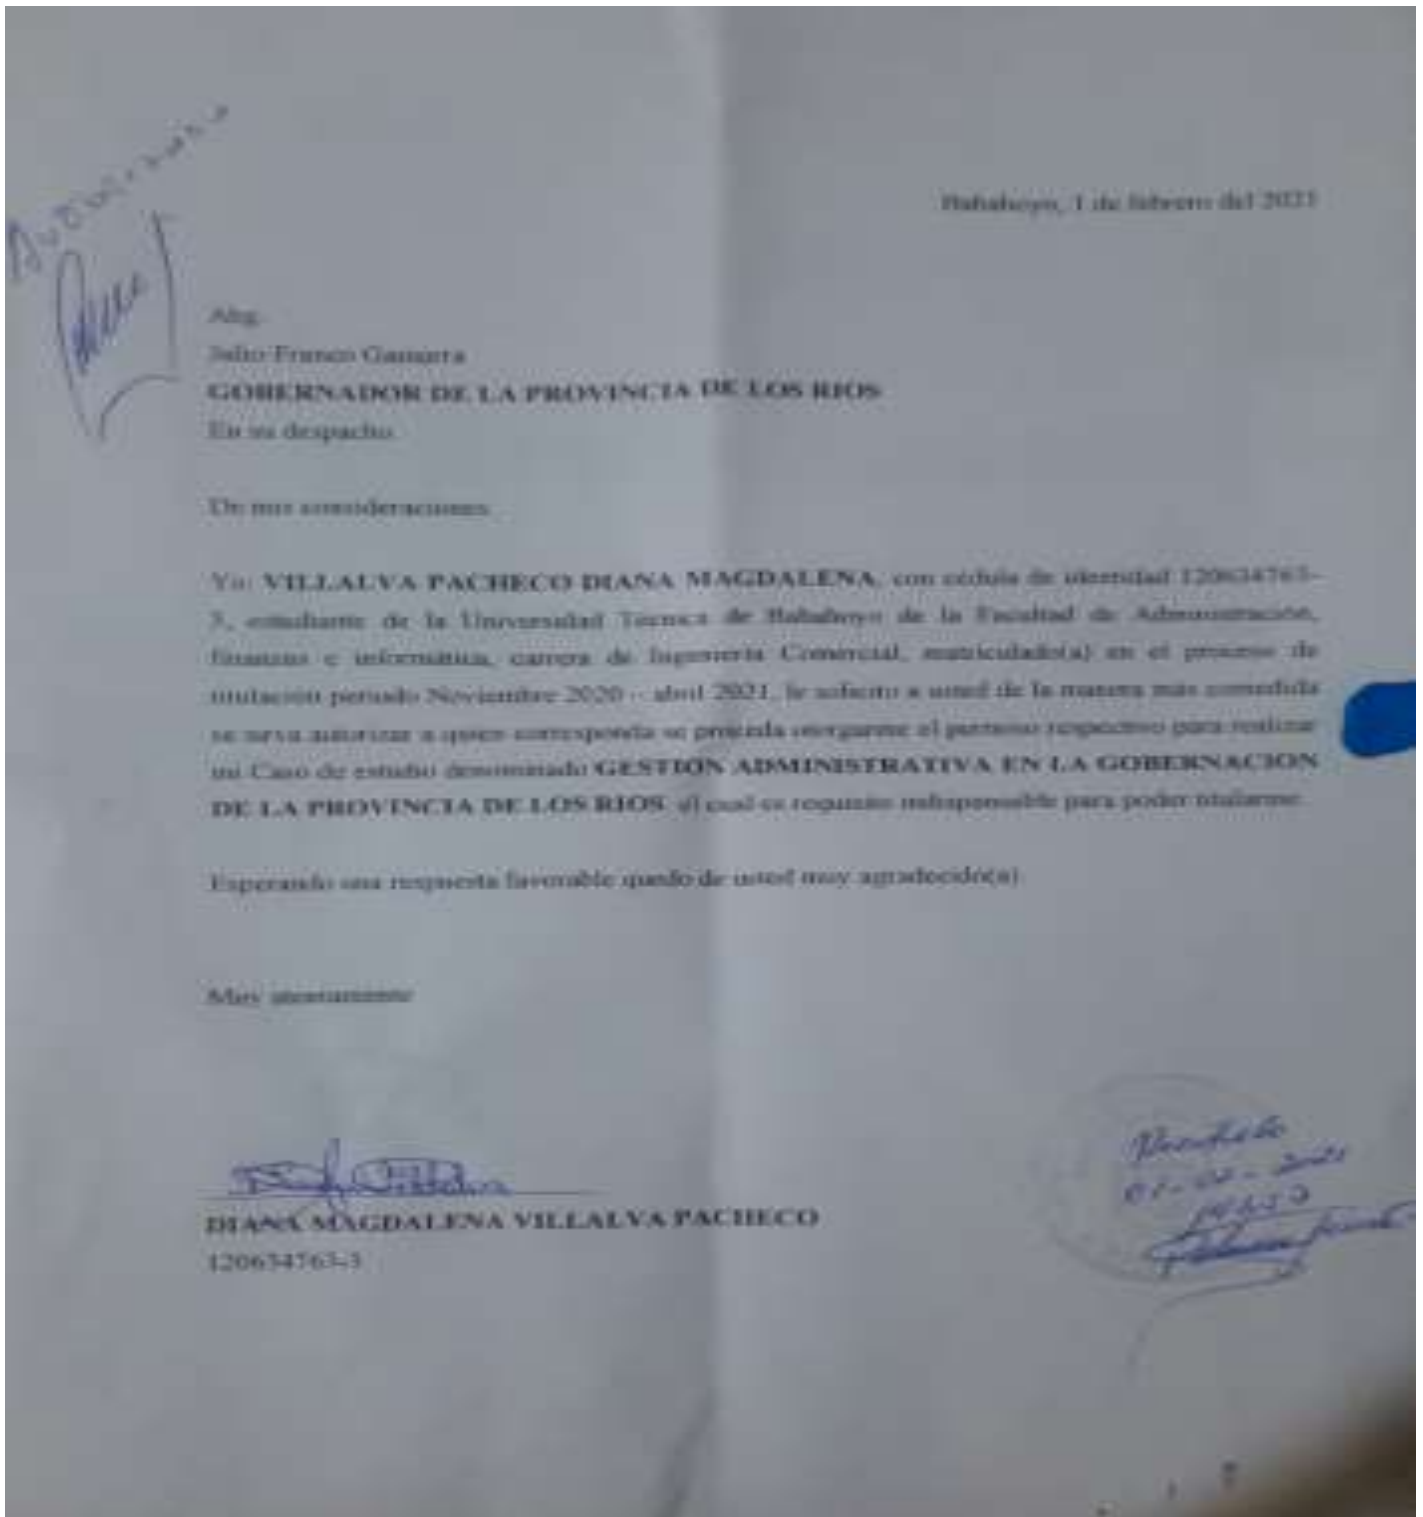 Babahoyo, 1 de febrero del 2021
Abg.
Julio Franco Gamarra
GOBERNADOR DE LA PROVINCIA DE LOS RIOS
En su despacho.
De mis consideraciones
Yo: VILLALVA PACHECO DIANA MAGDALENA, con cédula de identidad 120634763-
3, estudiante de la Universidad Técnica de Babahoyo de la Facultad de Administración,
finanzas e informática, carrera de Ingeniería Comercial, matriculado(a) en el proceso de
titulación periodo Noviembre 2020 – abril 2021, le solicito a usted de la manera más comedida
se sirva autorizar a quien corresponda se proceda otorgarme el permiso respectivo para realizar
mi Caso de estudio denominado GESTIÓN ADMINISTRATIVA EN LA GOBERNACION
DE LA PROVINCIA DE LOS RIOS el cual es requisito indispensable para poder titularme.
Esperando una respuesta favorable quedo de usted muy agradecido(a)
Muy atentamente
DIANA MAGDALENA VILLALVA PACHECO
120634763-3
01-02-2021